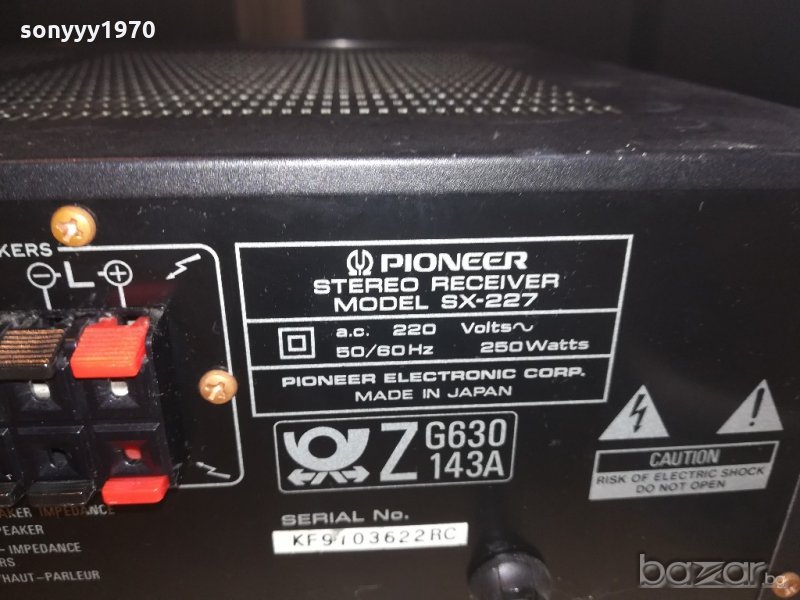 sonyyy1970
KERS
L
PIONEER
STEREO RECEIVER
MODEL SX-227
a.c. 220 Volts~
50/60Hz 250Watts
PIONEER ELECTRONIC CORP.
MADE IN JAPAN
Z G630
143A
CAUTION
RISK OF ELECTRIC SHOCK
DO NOT OPEN
SERIAL No.
KF9103622RC
AKER IMPEDANCE
PEAKER
- IMPEDANCE
RS
/HAUT-PARLEUR
bazar.bg